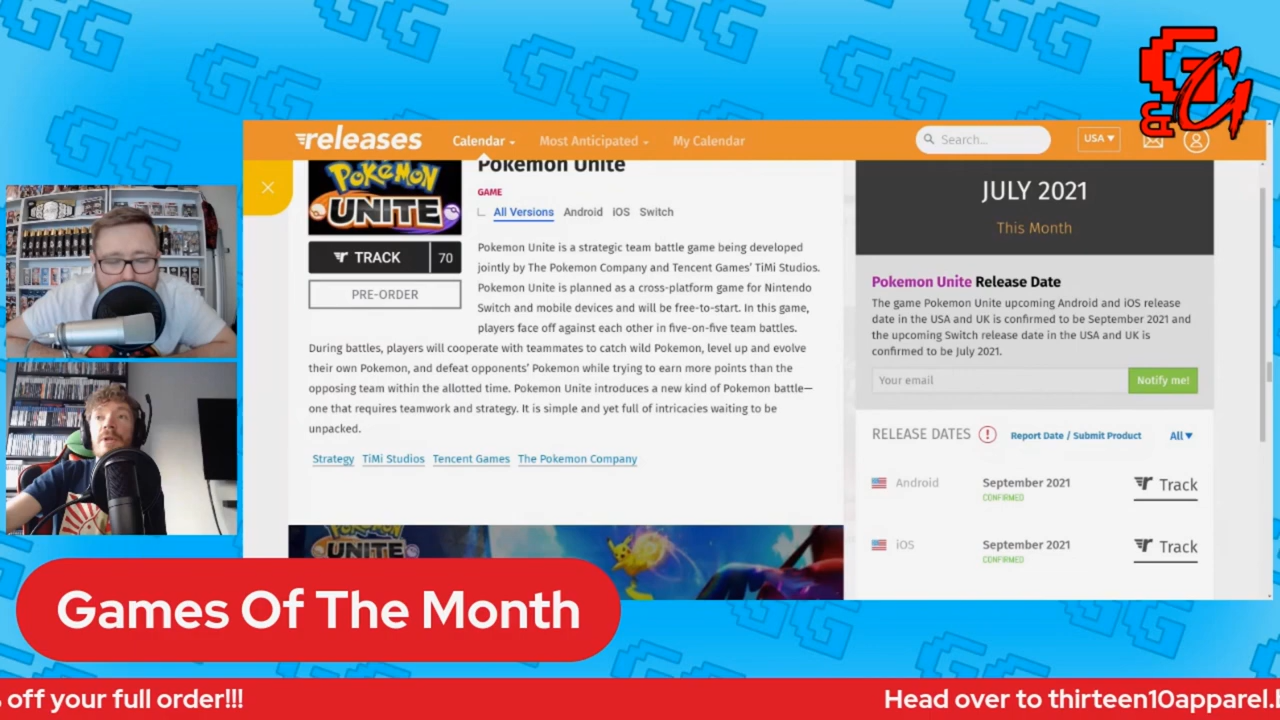 releases
Calendar
Most Anticipated
My Calendar
Search...
USA
Pokemon Unite
GAME
All Versions
Android
iOS
Switch
POKÉMON
UNITE
TRACK
70
PRE-ORDER
Pokemon Unite is a strategic team battle game being developed
jointly by The Pokemon Company and Tencent Games' TiMi Studios.
Pokemon Unite is planned as a cross-platform game for Nintendo
Switch and mobile devices and will be free-to-start. In this game,
players face off against each other in five-on-five team battles.
During battles, players will cooperate with teammates to catch wild Pokemon, level up and evolve
their own Pokemon, and defeat opponents' Pokemon while trying to earn more points than the
opposing team within the allotted time. Pokemon Unite introduces a new kind of Pokemon battle—
one that requires teamwork and strategy. It is simple and yet full of intricacies waiting to be
unpacked.
Strategy
TiMi Studios
Tencent Games
The Pokemon Company
UNITE
JULY 2021
This Month
Pokemon Unite Release Date
The game Pokemon Unite upcoming Android and iOS release
date in the USA and UK is confirmed to be September 2021 and
the upcoming Switch release date in the USA and UK is
confirmed to be July 2021.
Your email
Notify me!
RELEASE DATES
Report Date / Submit Product
All
Android
September 2021
CONFIRMED
Track
iOS
September 2021
CONFIRMED
Track
Games Of The Month
off your full order!!!
Head over to thirteen10apparel.